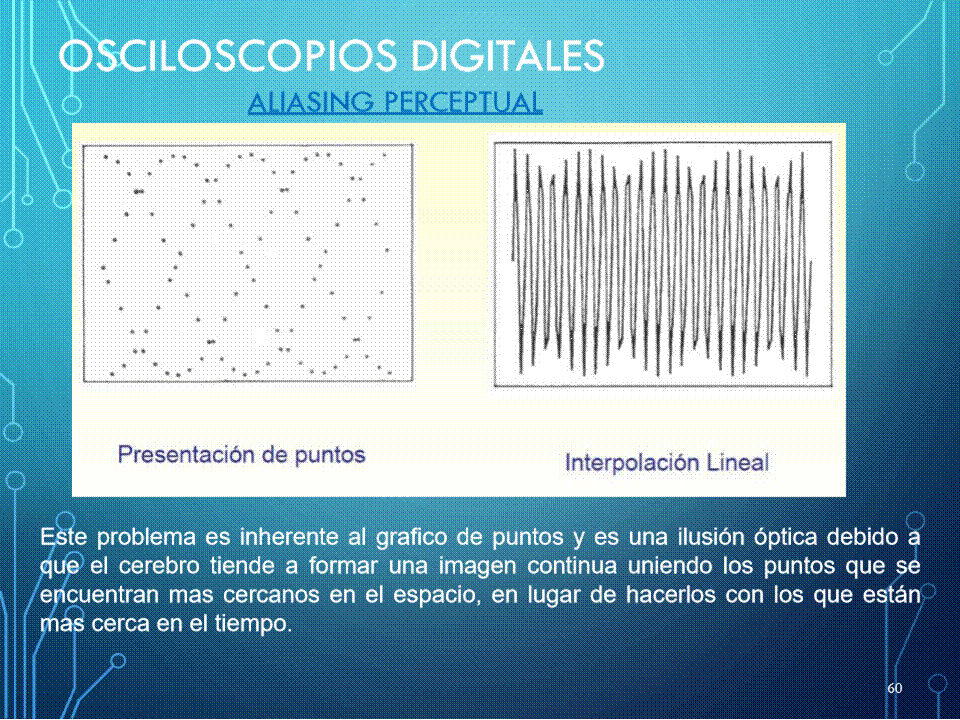 OSCILOSCOPIOS DIGITALES
ALIASING PERCEPTUAL
Presentación de puntos
Interpolación Lineal
Este problema es inherente al grafico de puntos y es una ilusión óptica debido a
que el cerebro tiende a formar una imagen continua uniendo los puntos que se
encuentran mas cercanos en el espacio, en lugar de hacerlos con los que están
mas cerca en el tiempo.
60